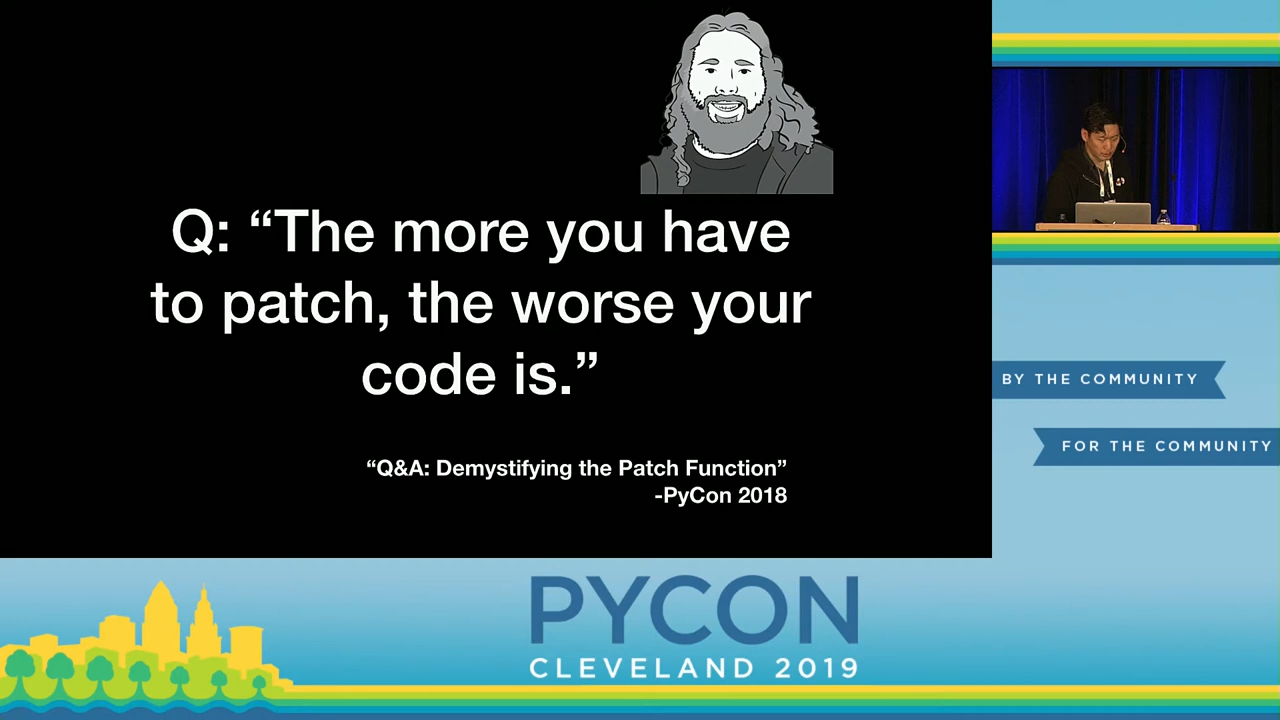 Q: “The more you have
to patch, the worse your
code is.”
“Q&A: Demystifying the Patch Function”
-PyCon 2018
BY THE COMMUNITY
FOR THE COMMUNITY
PYCON
CLEVELAND 2019